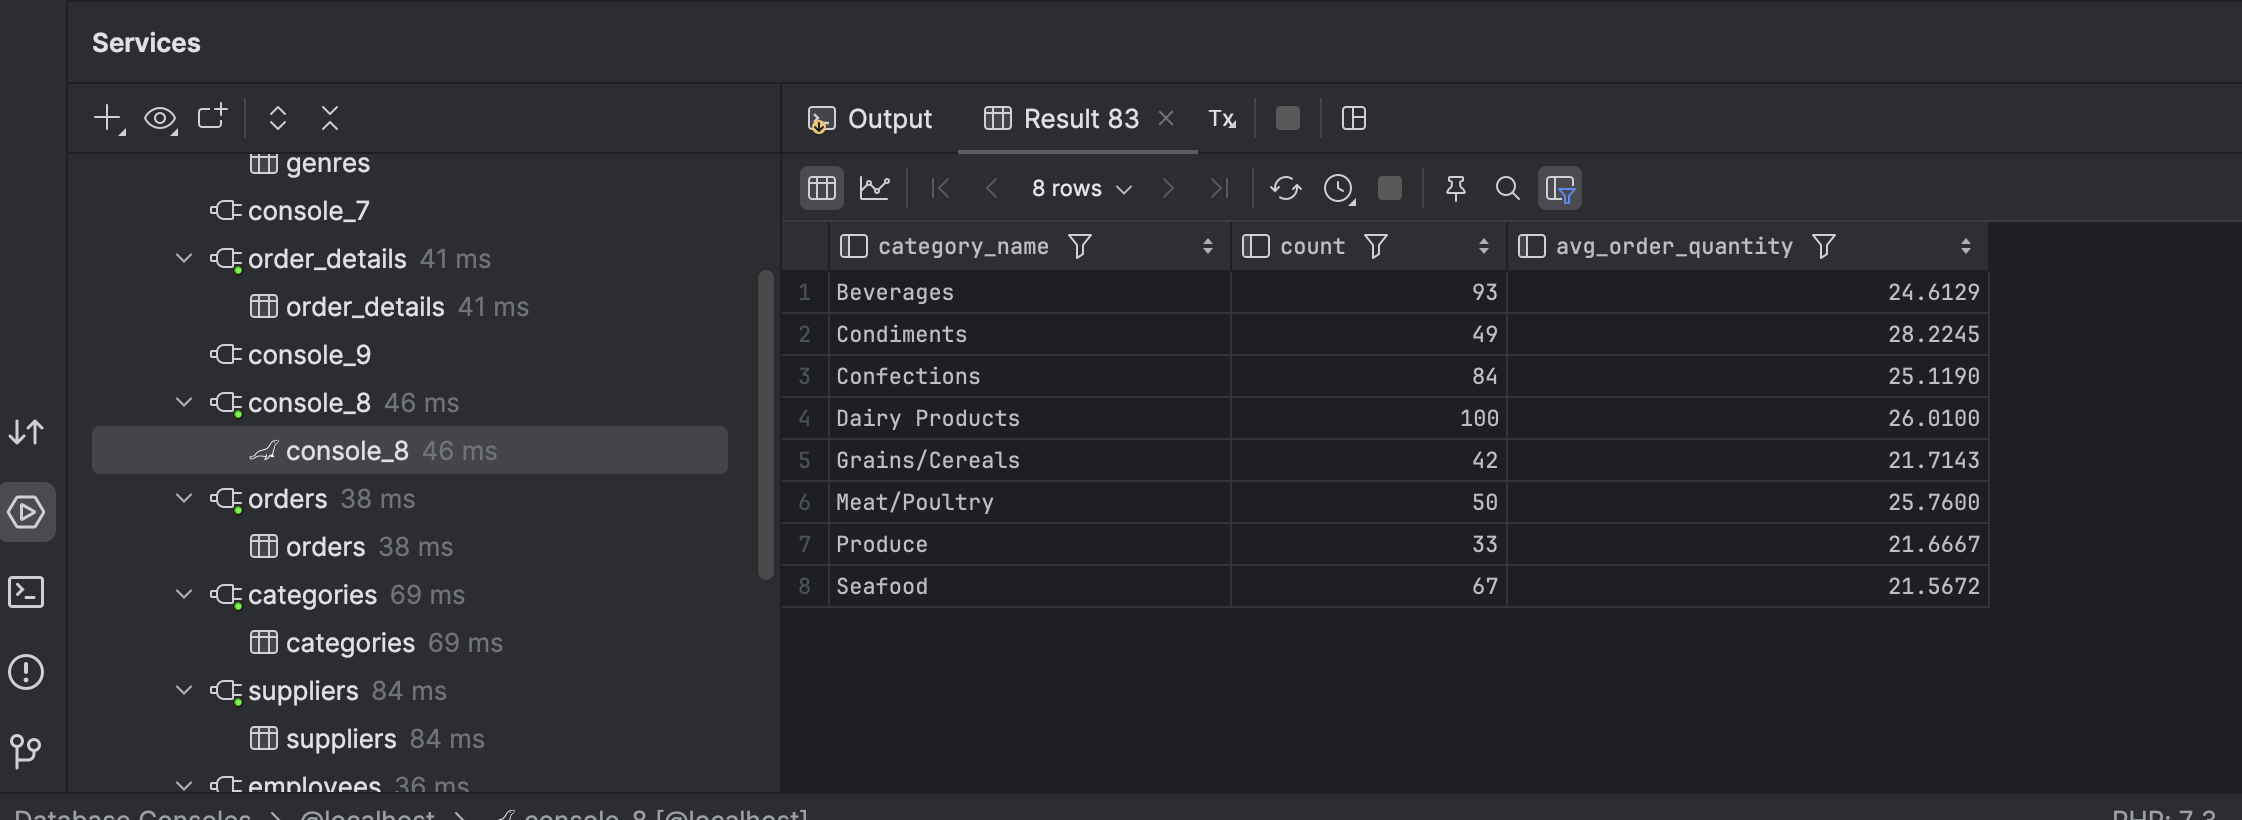 Services
genres
console_7
order_details 41 ms
order_details 41 ms
console_9
console_8 46 ms
console_8 46 ms
orders 38 ms
orders 38 ms
categories 69 ms
categories 69 ms
suppliers 84 ms
suppliers 84 ms
employees 36 ms
Output Result 83 Tx
8 rows
category_name count avg_order_quantity
1 Beverages 93 24.6129
2 Condiments 49 28.2245
3 Confections 84 25.1190
4 Dairy Products 100 26.0100
5 Grains/Cereals 42 21.7143
6 Meat/Poultry 50 25.7600
7 Produce 33 21.6667
8 Seafood 67 21.5672
Database Consoles > @localhost > console_8 [@localhost] PHP: 7.3